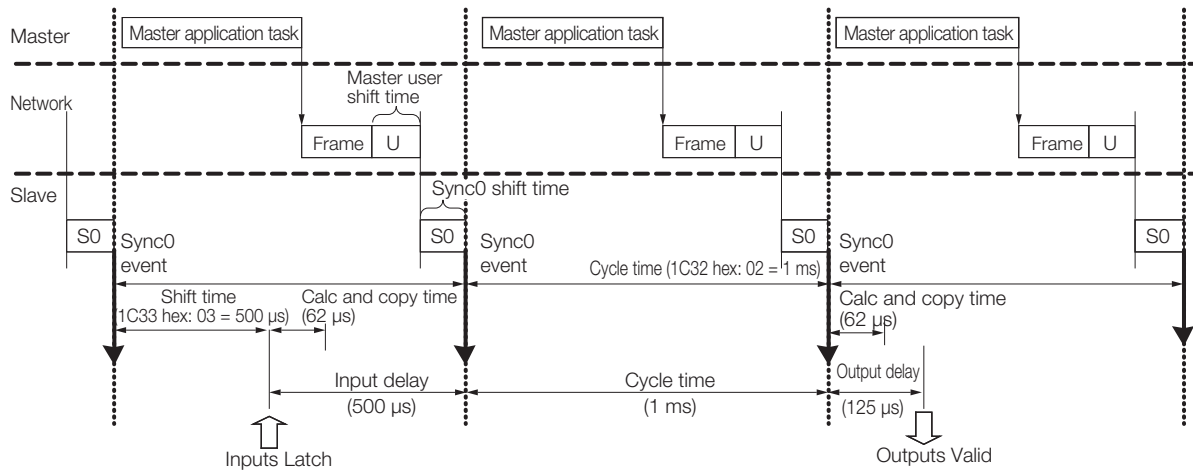 Master
Master application task
Master application task
Master application task
Network
Master user
shift time
Frame
U
Frame
U
Frame
U
Slave
Sync0 shift time
S0
S0
S0
S0
Sync0
event
Sync0
event
Sync0
event
Cycle time (1C32 hex: 02 = 1 ms)
Shift time
(1C33 hex: 03 = 500 µs)
Calc and copy time
(62 µs)
Calc and copy time
(62 µs)
Input delay
(500 µs)
Cycle time
(1 ms)
Output delay
(125 µs)
Inputs Latch
Outputs Valid